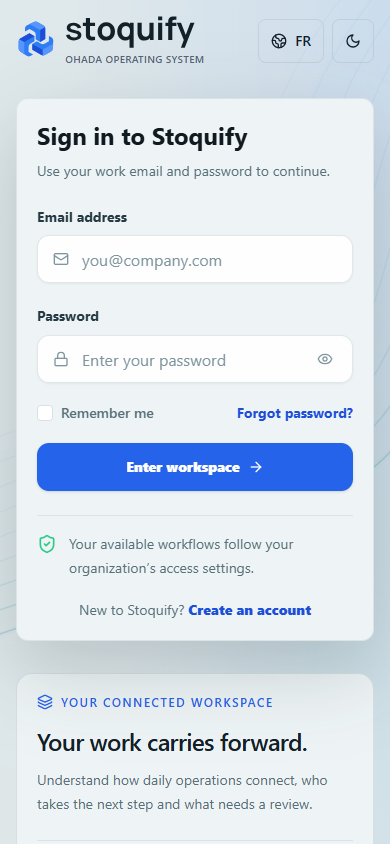 stoquify
OHADA OPERATING SYSTEM
FR
Sign in to Stoquify
Use your work email and password to continue.
Email address
you@company.com
Password
Enter your password
Remember me
Forgot password?
Enter workspace
Your available workflows follow your
organization's access settings.
New to Stoquify? Create an account
YOUR CONNECTED WORKSPACE
Your work carries forward.
Understand how daily operations connect, who
takes the next step and what needs a review.